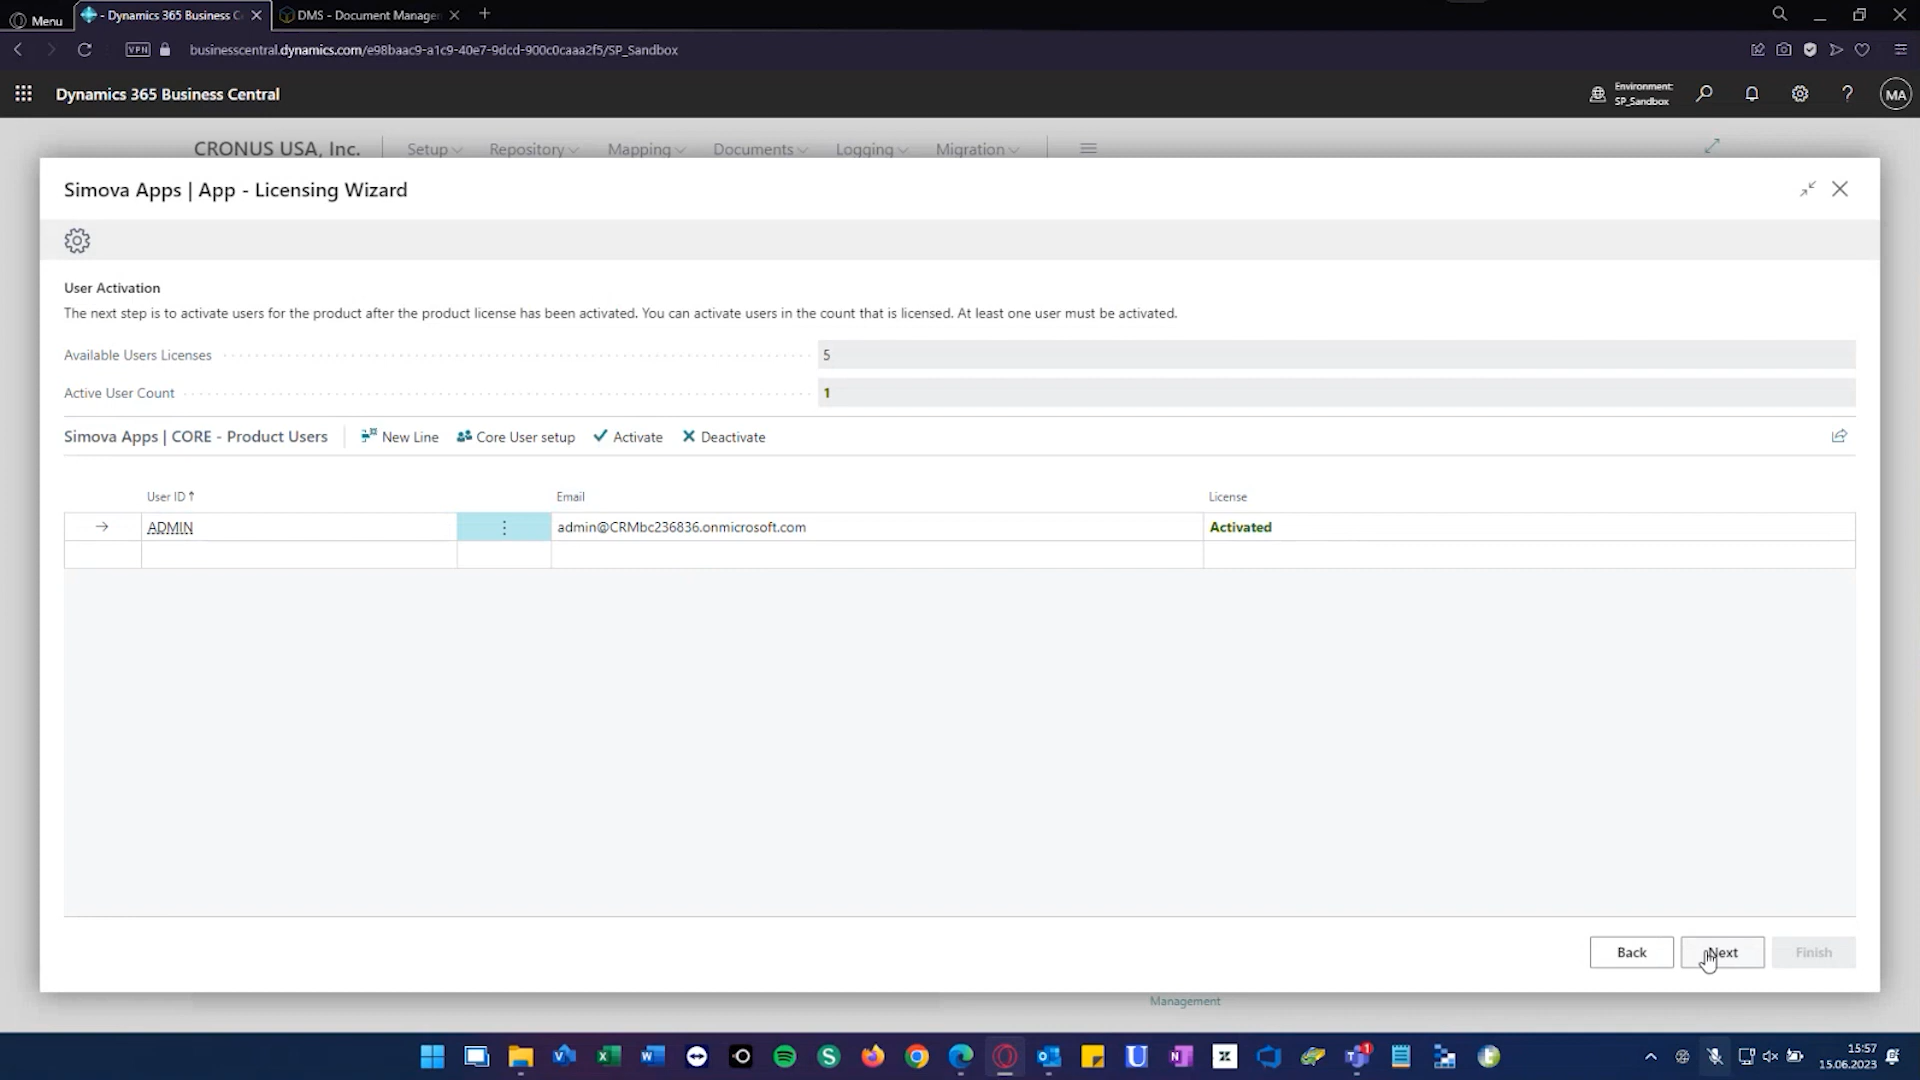 Menu
- Dynamics 365 Business C
DMS - Document Manage
VPN
businesscentral.dynamics.com/e98baac9-a1c9-40e7-9dcd-900c0caaa2f5/SP_Sandbox
Dynamics 365 Business Central
Environment:
SP_Sandbox
MA
CRONUS USA, Inc.
Setup
Repository
Mapping
Documents
Logging
Migration
Simova Apps | App - Licensing Wizard
User Activation
The next step is to activate users for the product after the product license has been activated. You can activate users in the count that is licensed. At least one user must be activated.
Available Users Licenses
5
Active User Count
1
Simova Apps | CORE - Product Users
New Line
Core User setup
Activate
Deactivate
User ID ↑
Email
License
ADMIN
admin@CRMbc236836.onmicrosoft.com
Activated
Back
Next
Finish
Management
15:57
15.06.2023